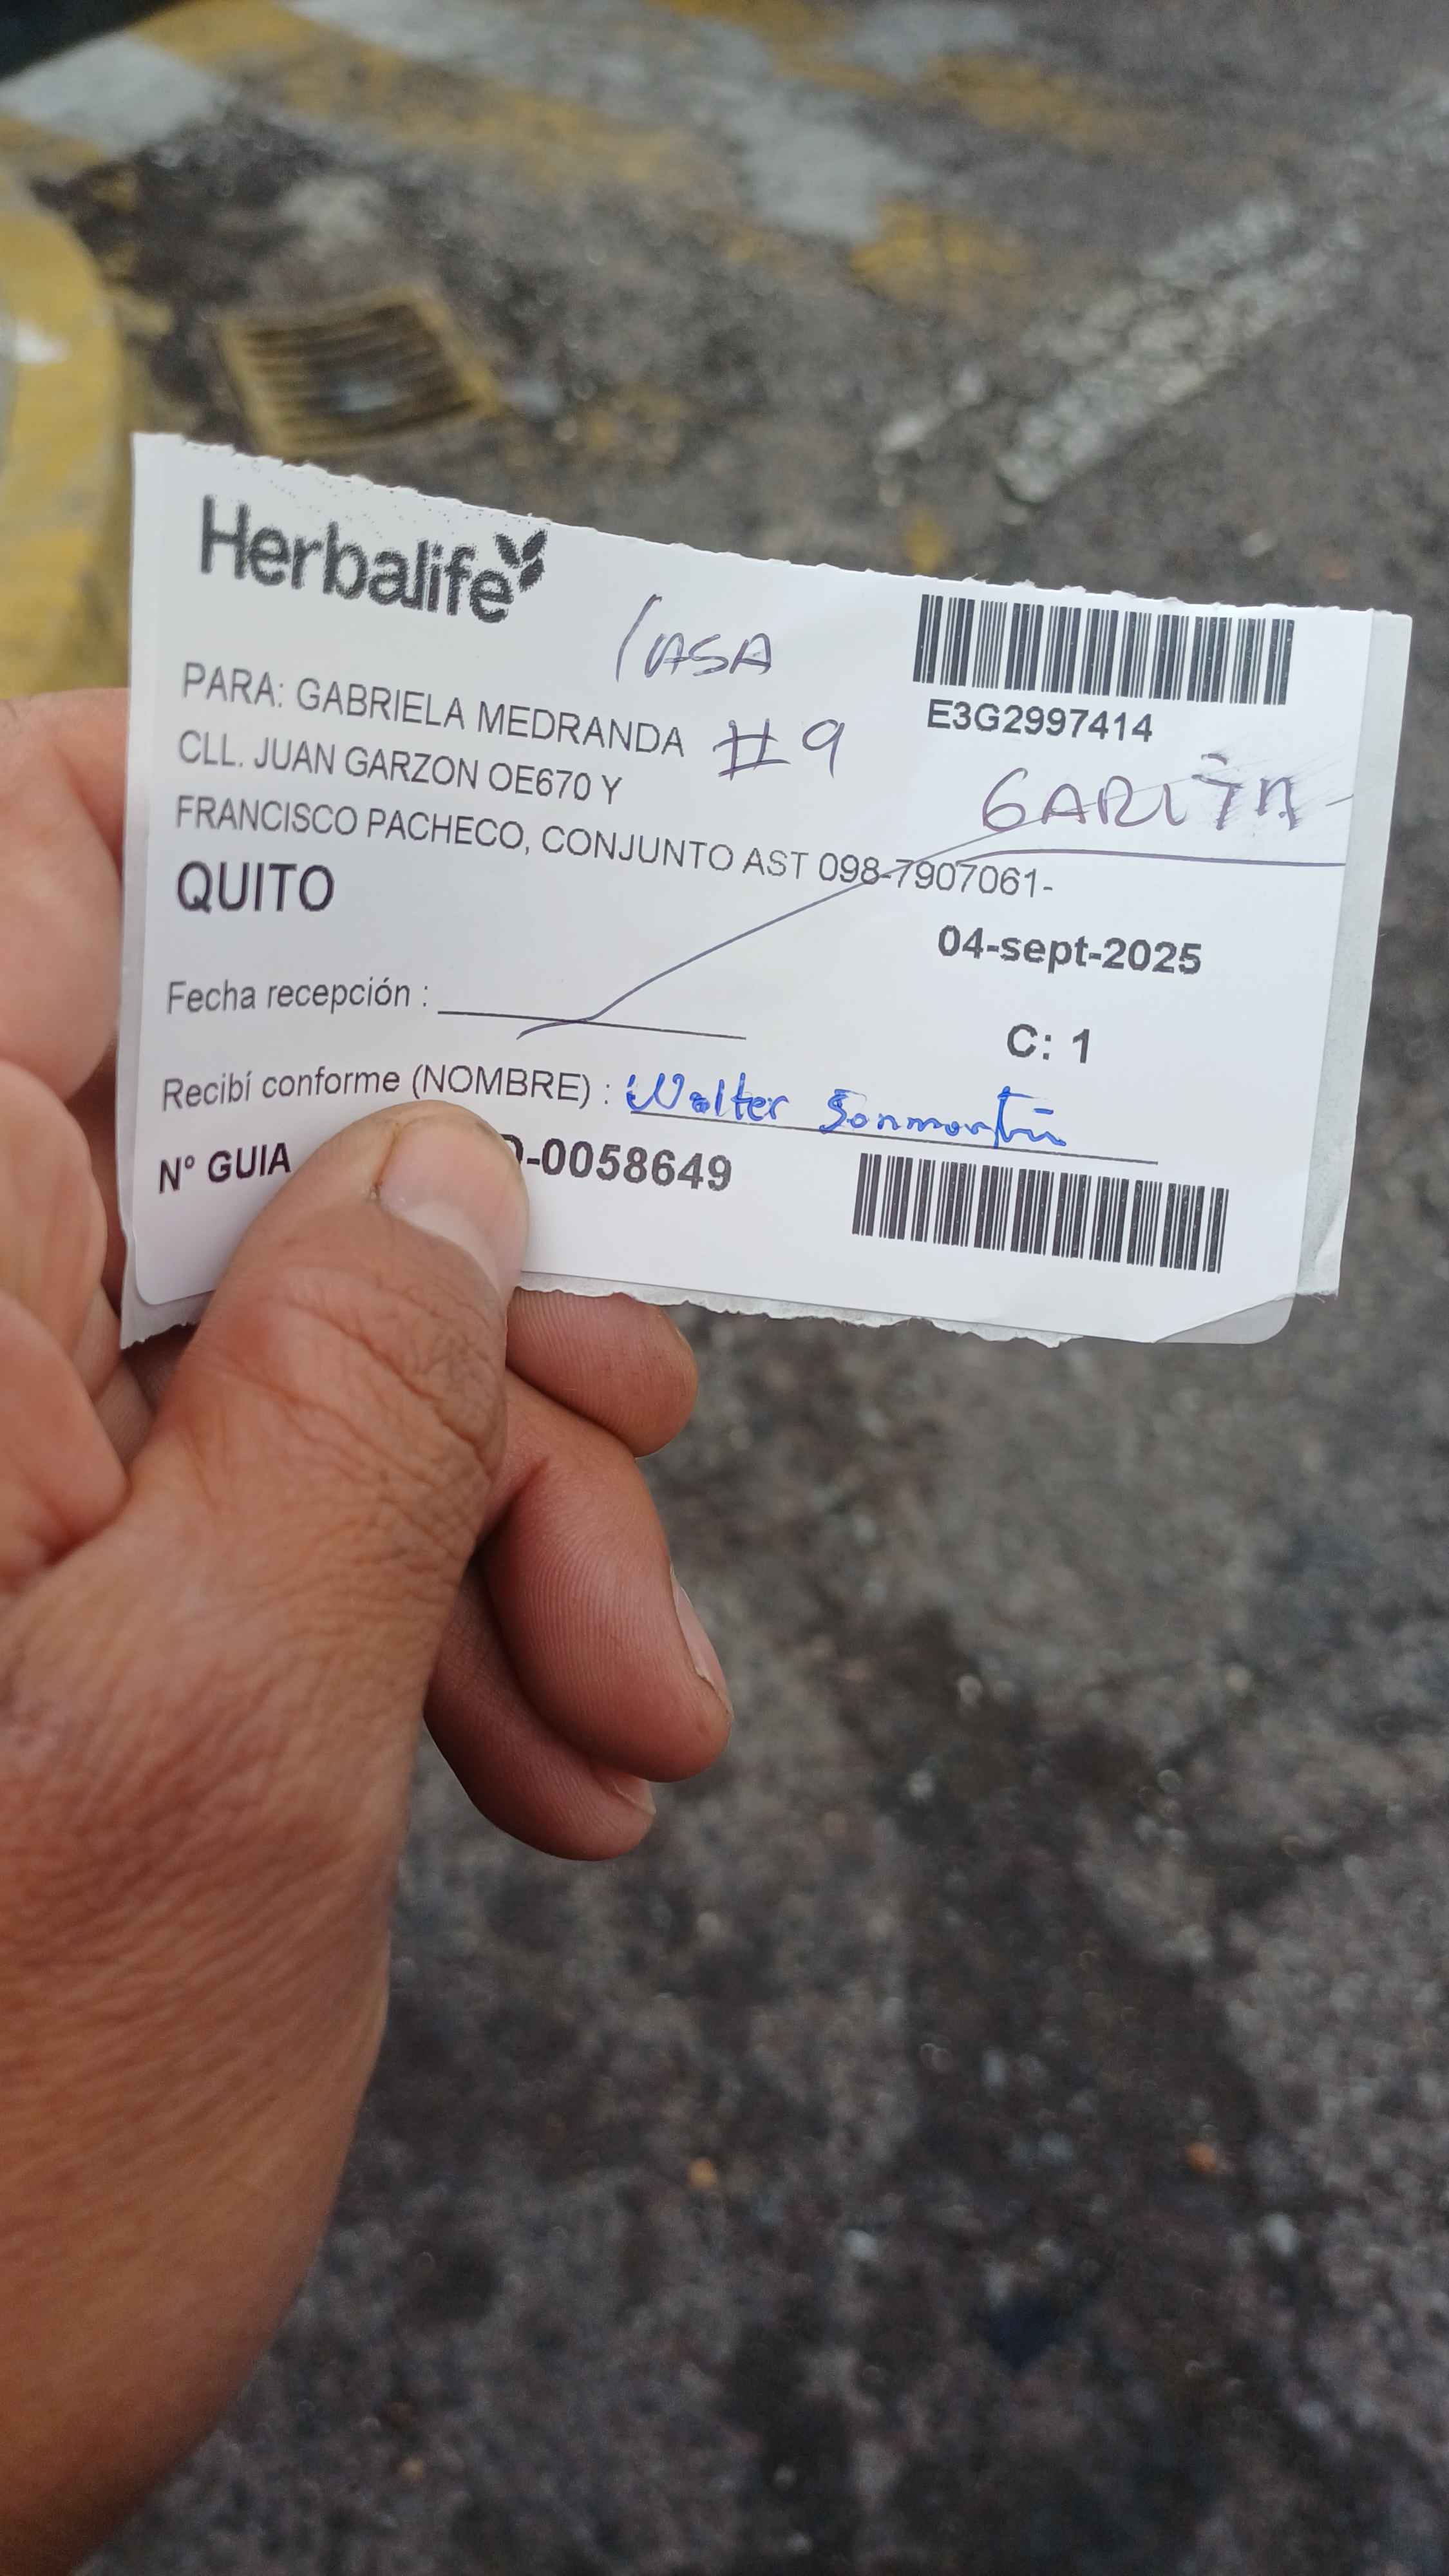 Herbalife
CASA
E3G2997414
PARA: GABRIELA MEDRANDA #9
CLL. JUAN GARZON OE670 Y
GARITA
FRANCISCO PACHECO, CONJUNTO AST 098-7907061-
QUITO
04-sept-2025
Fecha recepción :
C: 1
Recibí conforme (NOMBRE) : Walter Sanmartin
N° GUIA -0058649